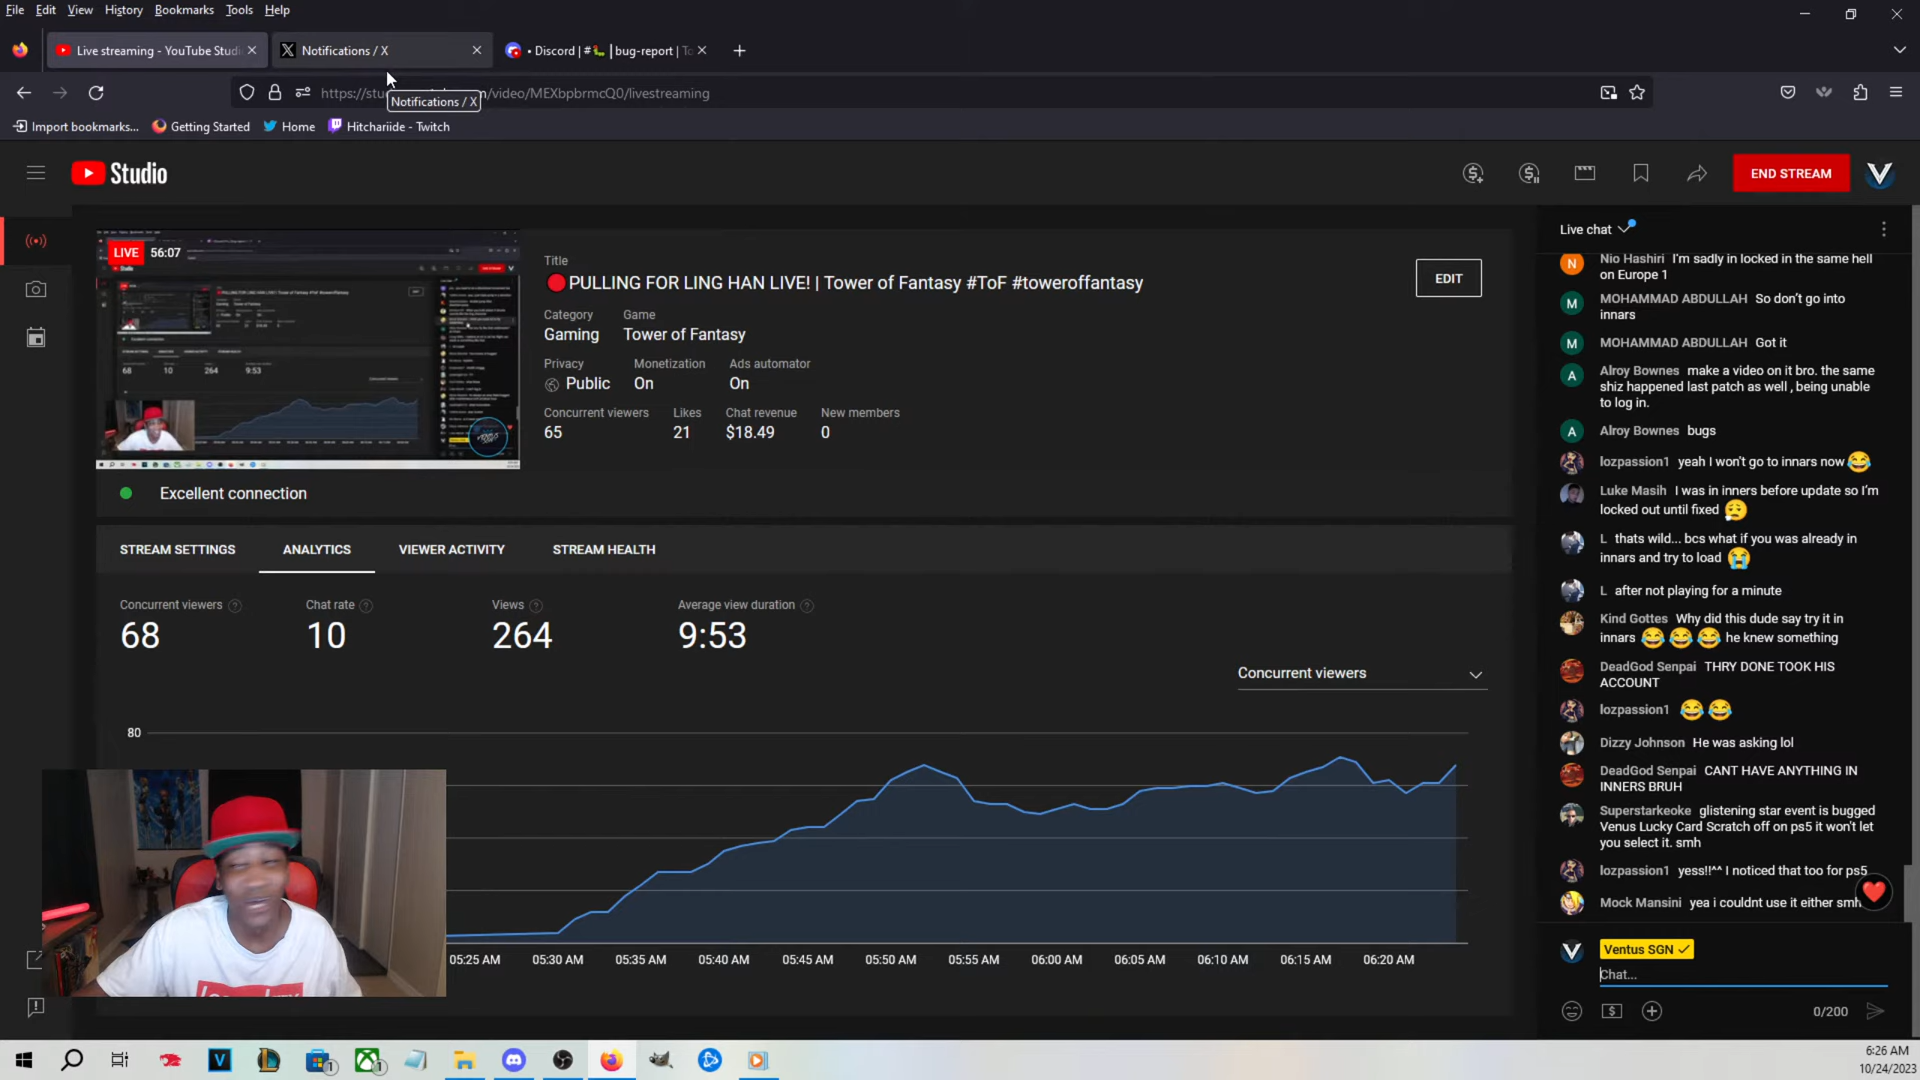 File Edit View History Bookmarks Tools Help
Live streaming - YouTube Studi
Notifications / X
• Discord | # | bug-report | To
Notifications / X
m/video/MEXbpbrmcQ0/livestreaming
Import bookmarks...
Getting Started
Home
Hitchariide - Twitch
Studio
END STREAM
LIVE 56:07
Title
PULLING FOR LING HAN LIVE! | Tower of Fantasy #ToF #toweroffantasy
EDIT
Category Game
Gaming Tower of Fantasy
Privacy Monetization Ads automator
Public On On
Concurrent viewers Likes Chat revenue New members
65 21 $18.49 0
Excellent connection
STREAM SETTINGS ANALYTICS VIEWER ACTIVITY STREAM HEALTH
Concurrent viewers Chat rate Views Average view duration
68 10 264 9:53
Concurrent viewers
80
05:25 AM 05:30 AM 05:35 AM 05:40 AM 05:45 AM 05:50 AM 05:55 AM 06:00 AM 06:05 AM 06:10 AM 06:15 AM 06:20 AM
Live chat
N Nio Hashiri I'm sadly in locked in the same hell
on Europe 1
M MOHAMMAD ABDULLAH So don't go into
innars
M MOHAMMAD ABDULLAH Got it
A Alroy Bownes make a video on it bro. the same
shiz happened last patch as well , being unable
to log in.
A Alroy Bownes bugs
lozpassion1 yeah I won't go to innars now 😂
Luke Masih I was in inners before update so I'm
locked out until fixed
L thats wild... bcs what if you was already in
innars and try to load 😭
L after not playing for a minute
Kind Gottes Why did this dude say try it in
innars 😂 😂 😂 he knew something
DeadGod Senpai THRY DONE TOOK HIS
ACCOUNT
lozpassion1 😂 😂
Dizzy Johnson He was asking lol
DeadGod Senpai CANT HAVE ANYTHING IN
INNERS BRUH
Superstarkeoke glistening star event is bugged
Venus Lucky Card Scratch off on ps5 it won't let
you select it. smh
lozpassion1 yess!!^^ I noticed that too for ps5
Mock Mansini yea i couldnt use it either smh
Ventus SGN
Chat...
0/200
6:26 AM
10/24/2023